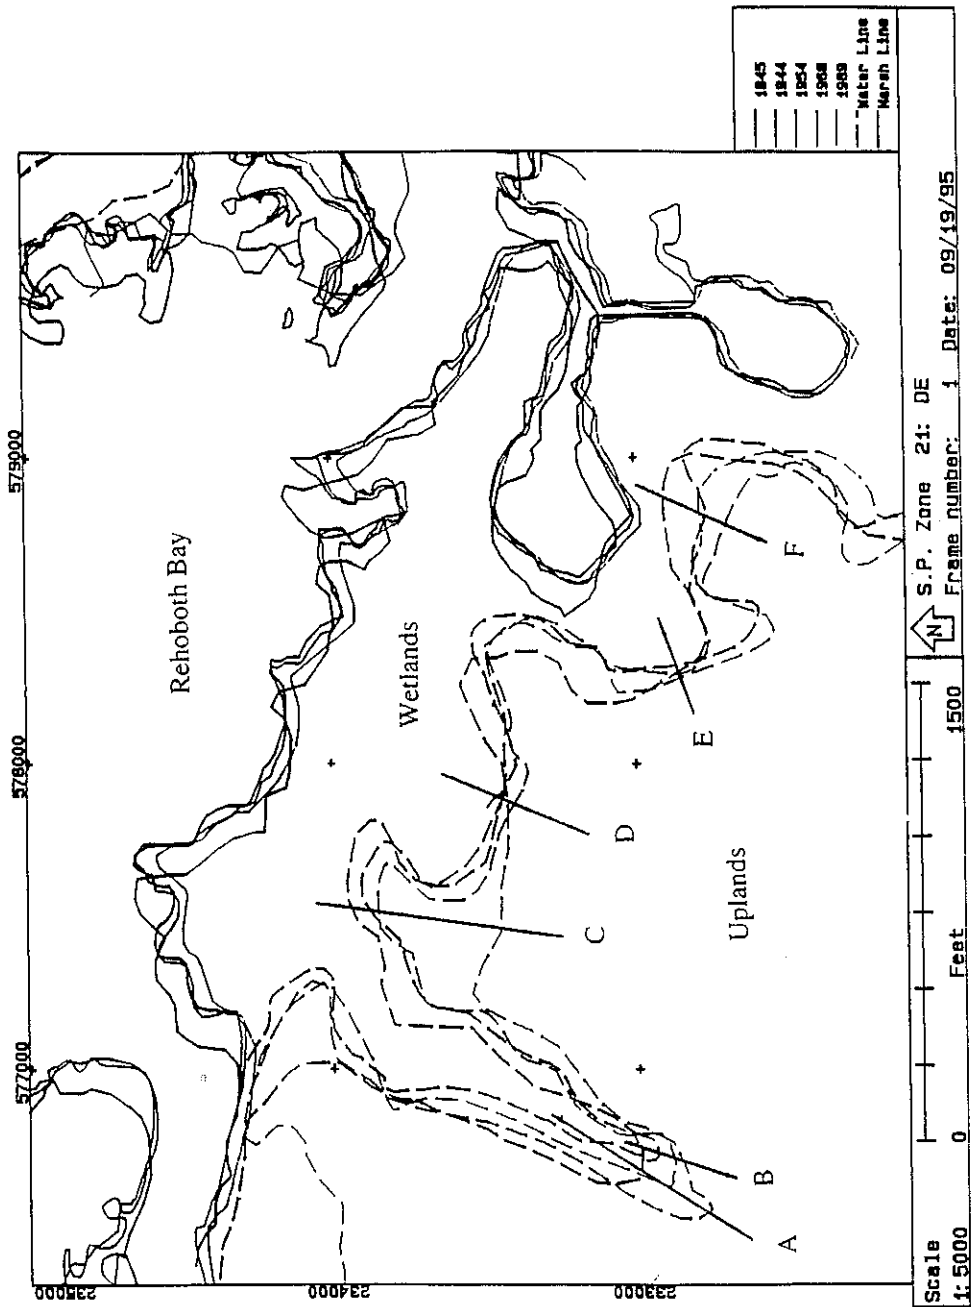 579000
578000
577000
235000
234000
233000
Rehoboth Bay
Wetlands
Uplands
A
B
C
D
E
F
1845
1944
1954
1968
1989
Water Line
Marsh Line
Scale
1:5000
0 Feet 1500
N
S.P. Zone 21: DE
Frame number: 1 Date: 09/19/95